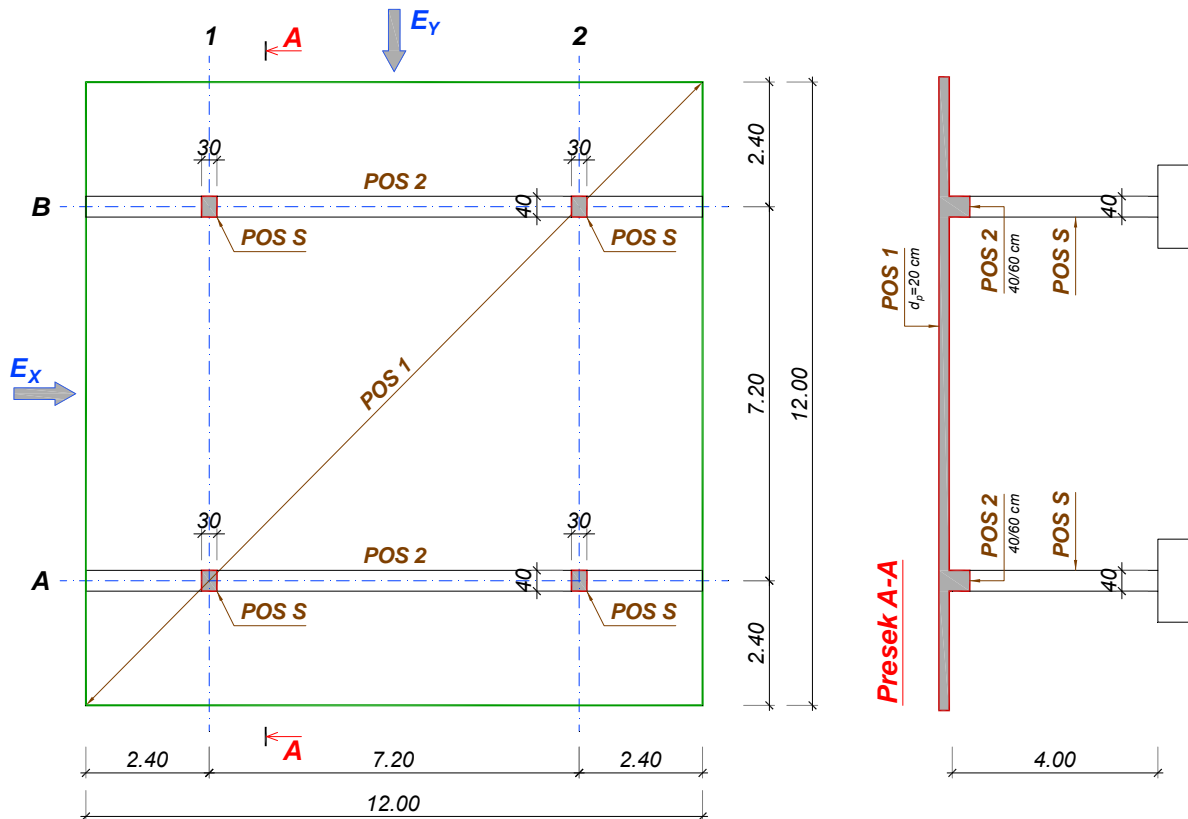 1
A
E_Y
2
30
POS 2
30
40
B
POS S
POS S
2.40
E_X
POS 1
7.20
12.00
30
POS 2
30
40
A
POS S
POS S
2.40
A
2.40
7.20
2.40
12.00
POS 1
d_p=20 cm
POS 2
40/60 cm
POS S
40
POS 2
40/60 cm
POS S
40
Presek A-A
4.00